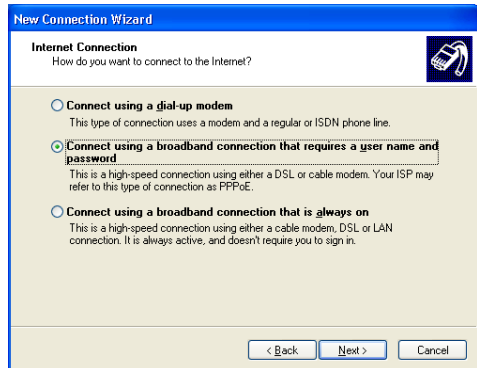 New Connection Wizard
Internet Connection
How do you want to connect to the Internet?
Connect using a dial-up modem
This type of connection uses a modem and a regular or ISDN phone line.
Connect using a broadband connection that requires a user name and
password
This is a high-speed connection using either a DSL or cable modem. Your ISP may
refer to this type of connection as PPPoE.
Connect using a broadband connection that is always on
This is a high-speed connection using either a cable modem, DSL or LAN
connection. It is always active, and doesn't require you to sign in.
< Back Next > Cancel